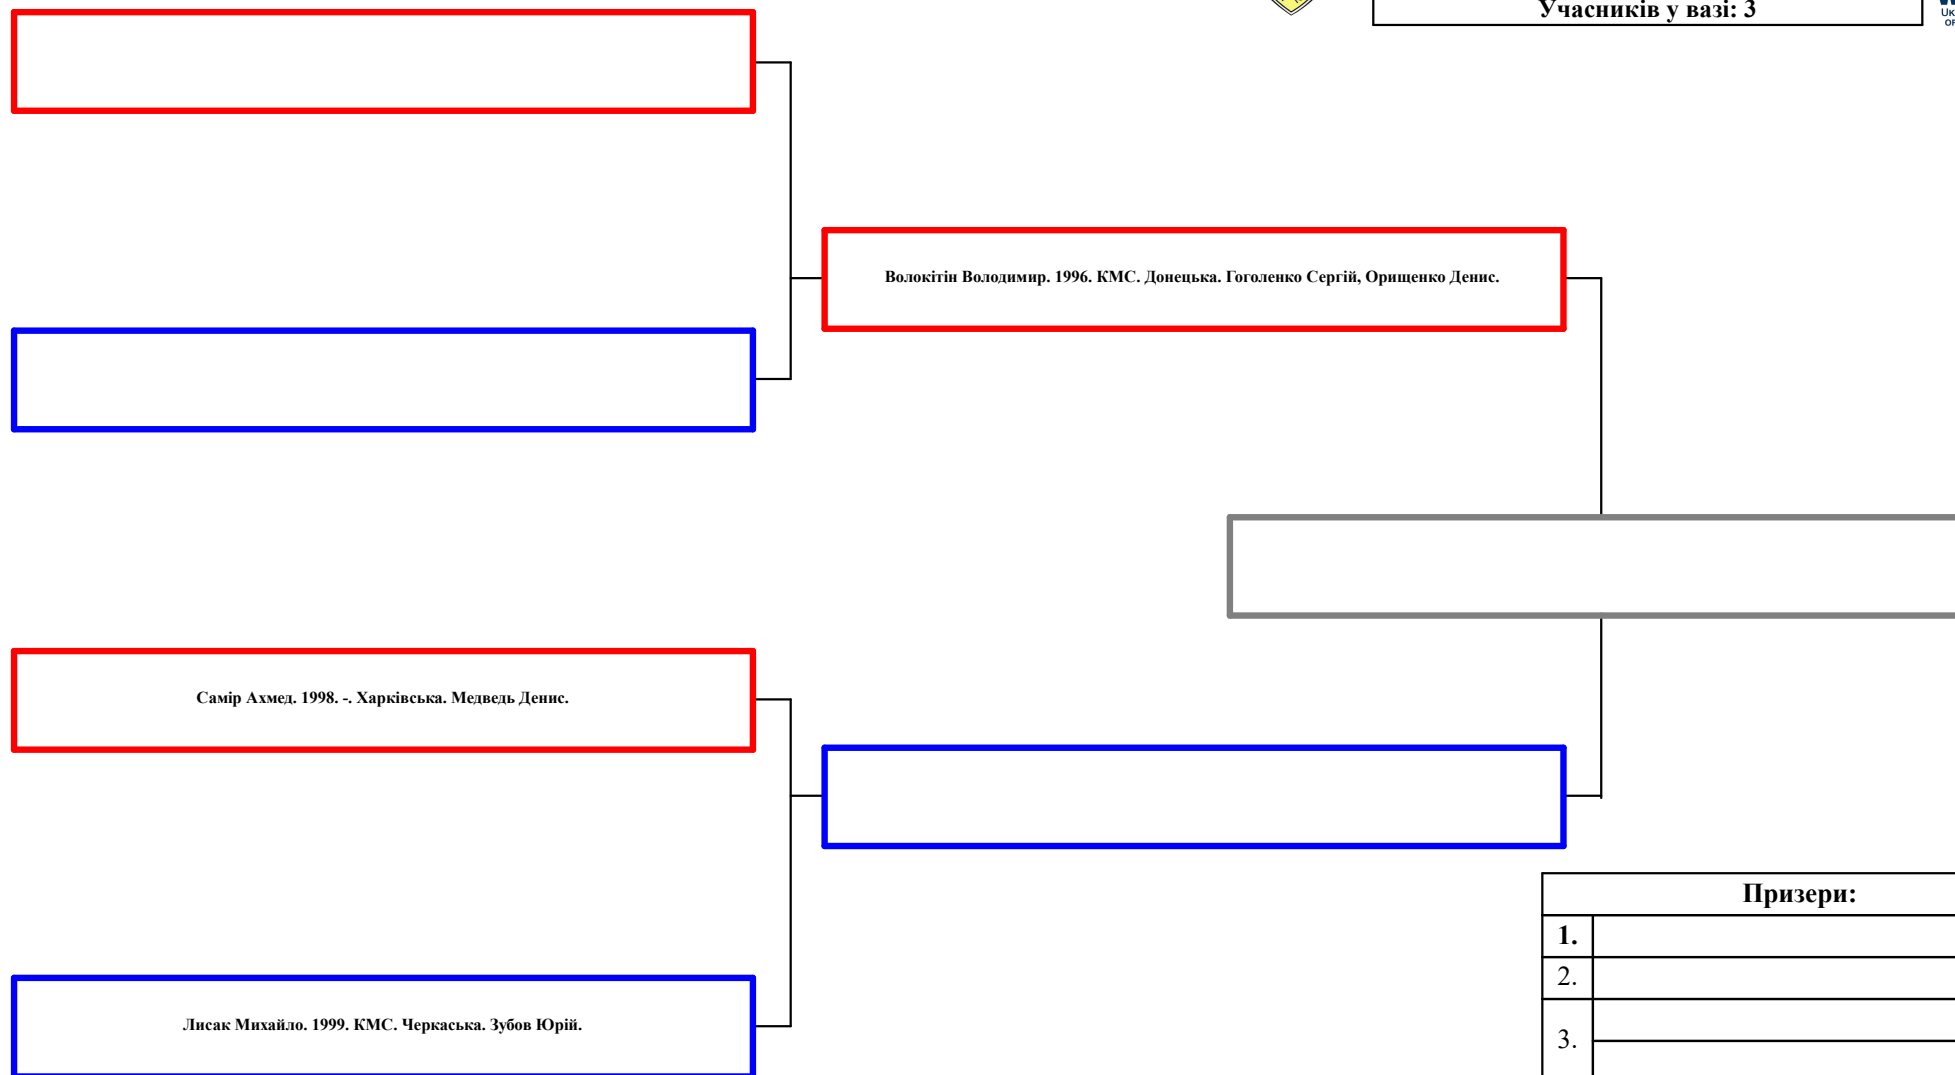 Учасників у вазі: 3
Волокітін Володимир. 1996. КМС. Донецька. Гоголенко Сергій, Орищенко Денис.
Самір Ахмед. 1998. -. Харківська. Медведь Денис.
Лисак Михайло. 1999. КМС. Черкаська. Зубов Юрій.
Призери:
1.
2.
3.